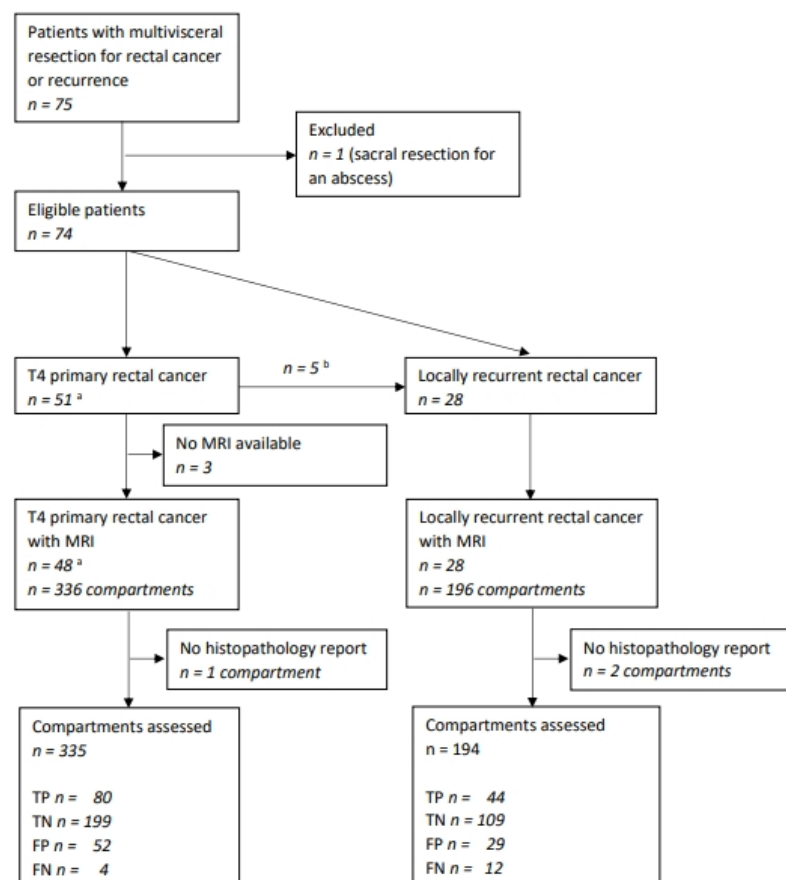 Patients with multivisceral
resection for rectal cancer
or recurrence
n = 75
Excluded
n = 1 (sacral resection for
an abscess)
Eligible patients
n = 74
T4 primary rectal cancer
n = 51 ᵃ
n = 5 ᵇ
Locally recurrent rectal cancer
n = 28
No MRI available
n = 3
T4 primary rectal cancer
with MRI
n = 48 ᵃ
n = 336 compartments
Locally recurrent rectal cancer
with MRI
n = 28
n = 196 compartments
No histopathology report
n = 1 compartment
No histopathology report
n = 2 compartments
Compartments assessed
n = 335
TP n = 80
TN n = 199
FP n = 52
FN n = 4
Compartments assessed
n = 194
TP n = 44
TN n = 109
FP n = 29
FN n = 12